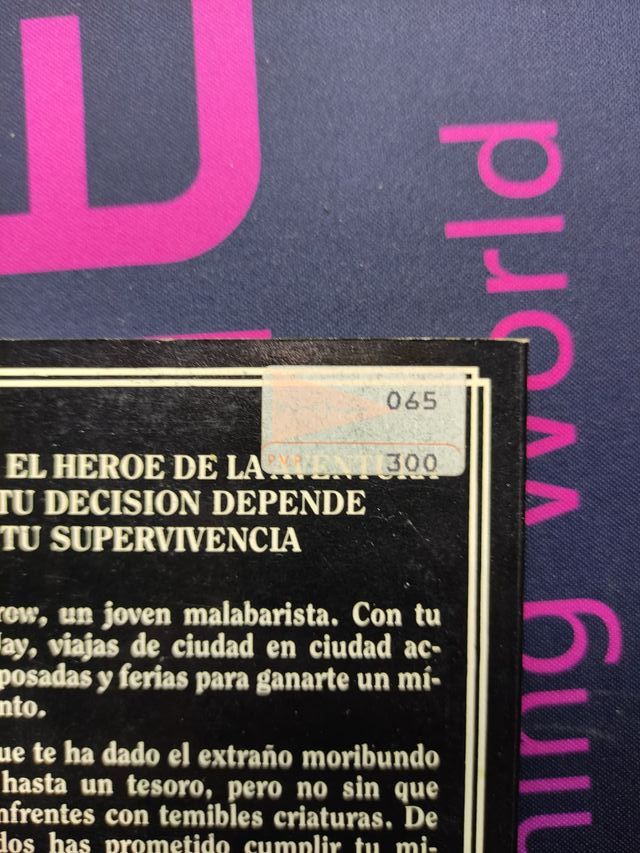 world
ning
065
P.V.P. 300
EL HEROE DE LA AVENTURA
TU DECISION DEPENDE
TU SUPERVIVENCIA
row, un joven malabarista. Con tu
Jay, viajas de ciudad en ciudad ac-
posadas y ferias para ganarte un mí-
nto.
ue te ha dado el extraño moribundo
hasta un tesoro, pero no sin que
nfrentes con temibles criaturas. De
dos has prometido cumplir tu mi-